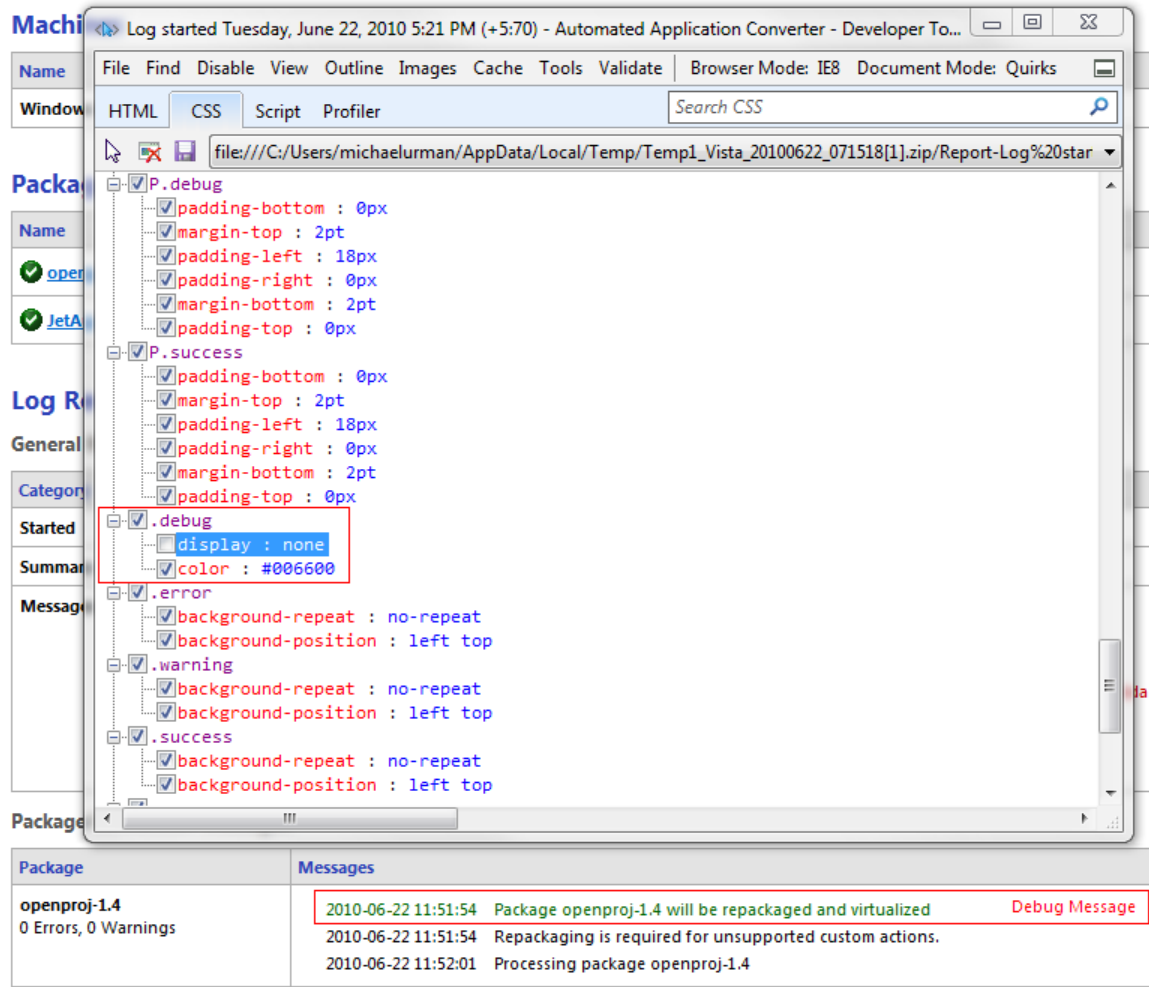 Machi
Log started Tuesday, June 22, 2010 5:21 PM (+5:70) - Automated Application Converter - Developer To...
File Find Disable View Outline Images Cache Tools Validate Browser Mode: IE8 Document Mode: Quirks
Name
HTML CSS Script Profiler Search CSS
Window
file:///C:/Users/michaelurman/AppData/Local/Temp/Temp1_Vista_20100622_071518[1].zip/Report-Log%20star
Packa
Name
open
JetA
Log R
General
Category
Started
Summar
Message
P.debug
padding-bottom : 0px
margin-top : 2pt
padding-left : 18px
padding-right : 0px
margin-bottom : 2pt
padding-top : 0px
P.success
padding-bottom : 0px
margin-top : 2pt
padding-left : 18px
padding-right : 0px
margin-bottom : 2pt
padding-top : 0px
.debug
display : none
color : #006600
.error
background-repeat : no-repeat
background-position : left top
.warning
background-repeat : no-repeat
background-position : left top
.success
background-repeat : no-repeat
background-position : left top
da
Package
Package Messages
openproj-1.4
0 Errors, 0 Warnings
2010-06-22 11:51:54 Package openproj-1.4 will be repackaged and virtualized Debug Message
2010-06-22 11:51:54 Repackaging is required for unsupported custom actions.
2010-06-22 11:52:01 Processing package openproj-1.4